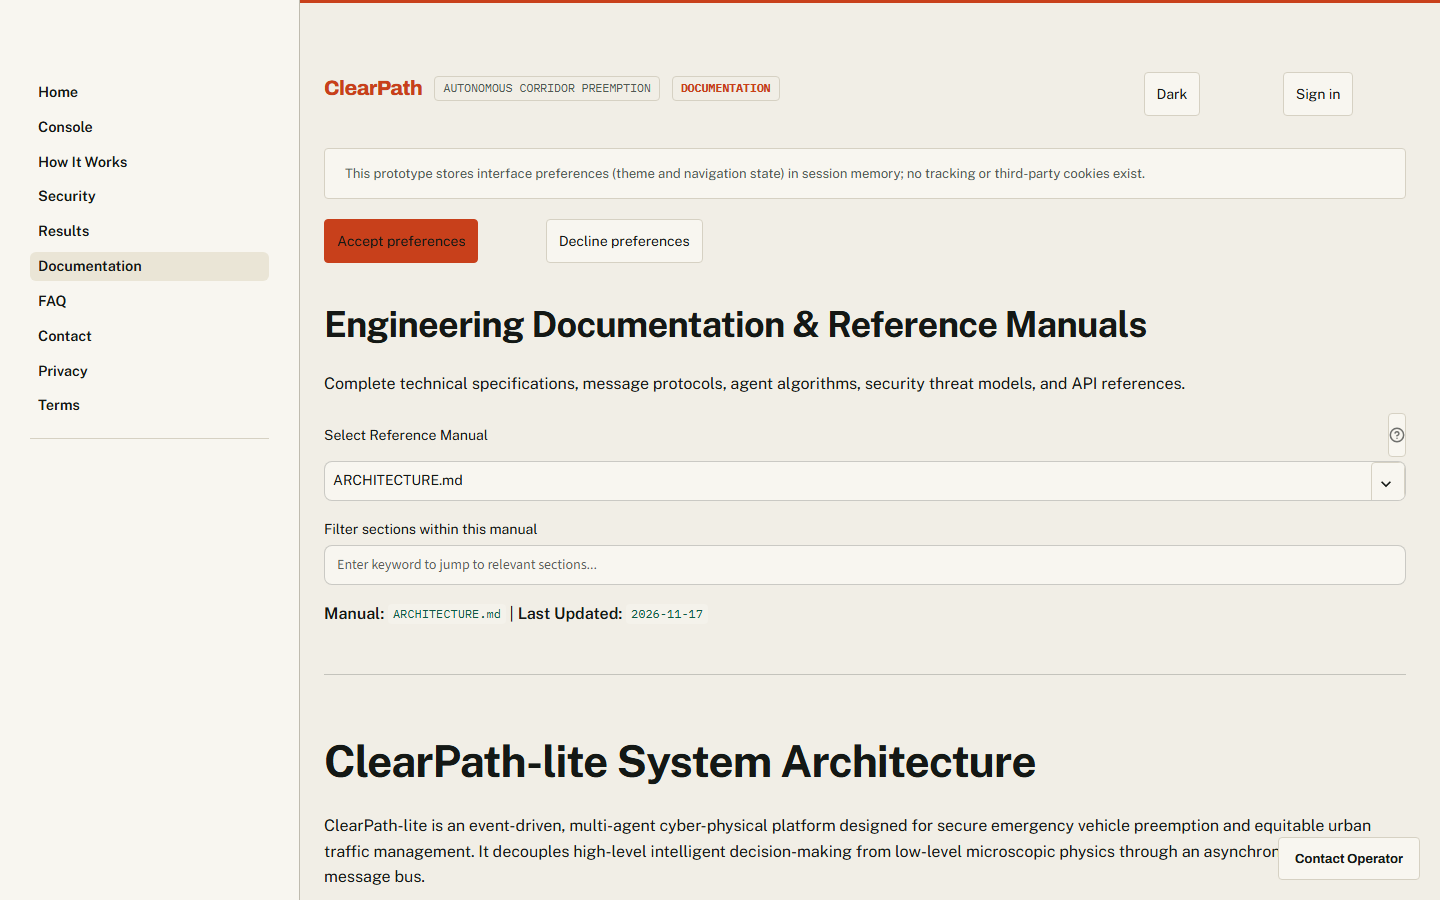 Home
Console
How It Works
Security
Results
Documentation
FAQ
Contact
Privacy
Terms
ClearPath
AUTONOMOUS CORRIDOR PREEMPTION
DOCUMENTATION
Dark
Sign in
This prototype stores interface preferences (theme and navigation state) in session memory; no tracking or third-party cookies exist.
Accept preferences
Decline preferences
Engineering Documentation & Reference Manuals
Complete technical specifications, message protocols, agent algorithms, security threat models, and API references.
Select Reference Manual
ARCHITECTURE.md
Filter sections within this manual
Enter keyword to jump to relevant sections...
Manual: ARCHITECTURE.md | Last Updated: 2026-11-17
ClearPath-lite System Architecture
ClearPath-lite is an event-driven, multi-agent cyber-physical platform designed for secure emergency vehicle preemption and equitable urban
traffic management. It decouples high-level intelligent decision-making from low-level microscopic physics through an asynchron
message bus.
Contact Operator